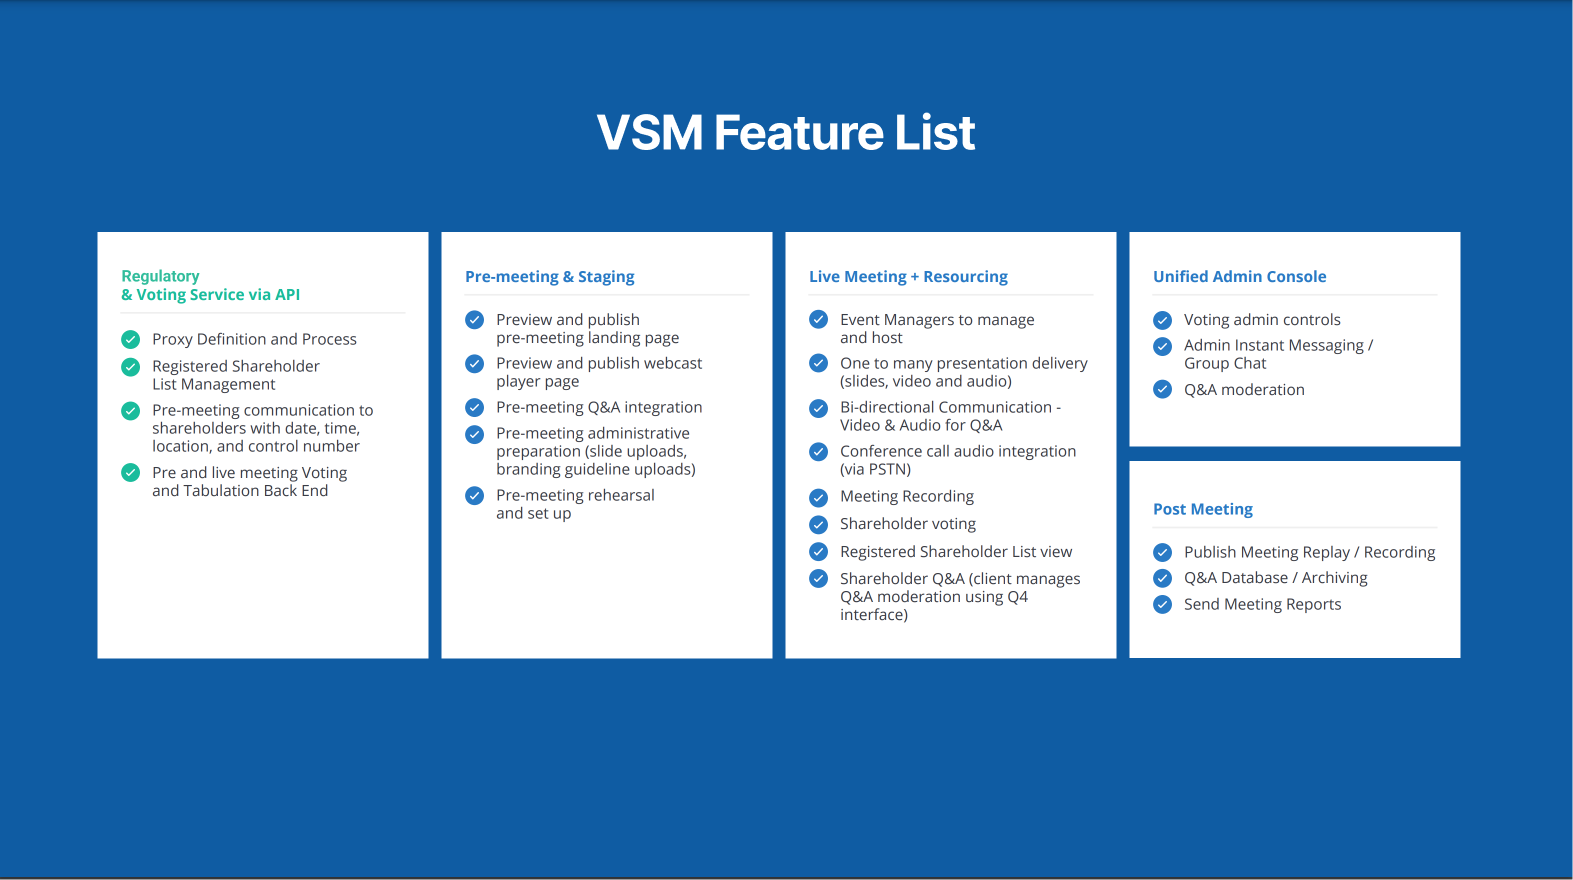 VSM Feature List
Regulatory
& Voting Service via API
Proxy Definition and Process
Registered Shareholder
List Management
Pre-meeting communication to
shareholders with date, time,
location, and control number
Pre and live meeting Voting
and Tabulation Back End
Pre-meeting & Staging
Preview and publish
pre-meeting landing page
Preview and publish webcast
player page
Pre-meeting Q&A integration
Pre-meeting administrative
preparation (slide uploads,
branding guideline uploads)
Pre-meeting rehearsal
and set up
Live Meeting + Resourcing
Event Managers to manage
and host
One to many presentation delivery
(slides, video and audio)
Bi-directional Communication -
Video & Audio for Q&A
Conference call audio integration
(via PSTN)
Meeting Recording
Shareholder voting
Registered Shareholder List view
Shareholder Q&A (client manages
Q&A moderation using Q4
interface)
Unified Admin Console
Voting admin controls
Admin Instant Messaging /
Group Chat
Q&A moderation
Post Meeting
Publish Meeting Replay / Recording
Q&A Database / Archiving
Send Meeting Reports